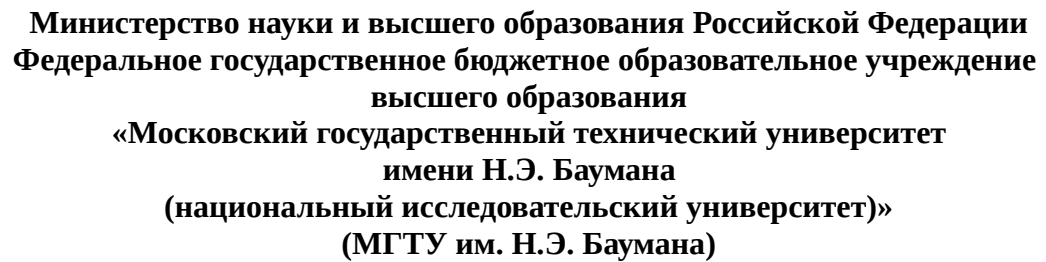 Министерство науки и высшего образования Российской Федерации
Федеральное государственное бюджетное образовательное учреждение
высшего образования
«Московский государственный технический университет
имени Н.Э. Баумана
(национальный исследовательский университет)»
(МГТУ им. Н.Э. Баумана)